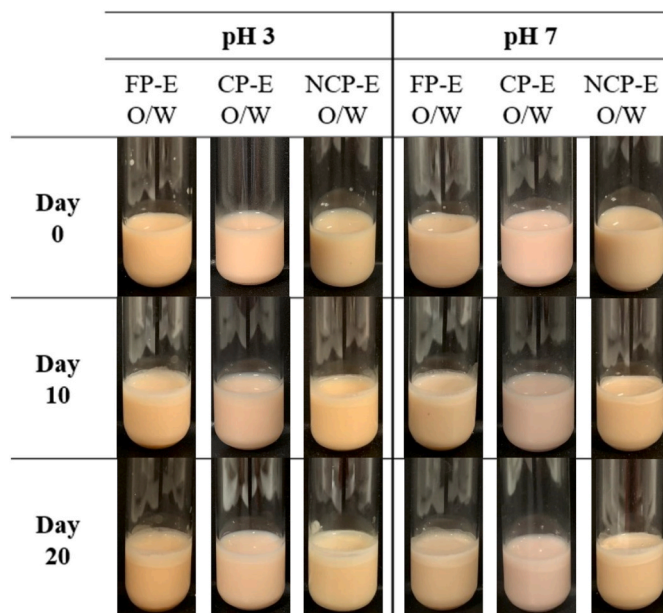 pH 3 pH 7
FP-E CP-E NCP-E FP-E CP-E NCP-E
O/W O/W O/W O/W O/W O/W
Day
0
Day
10
Day
20